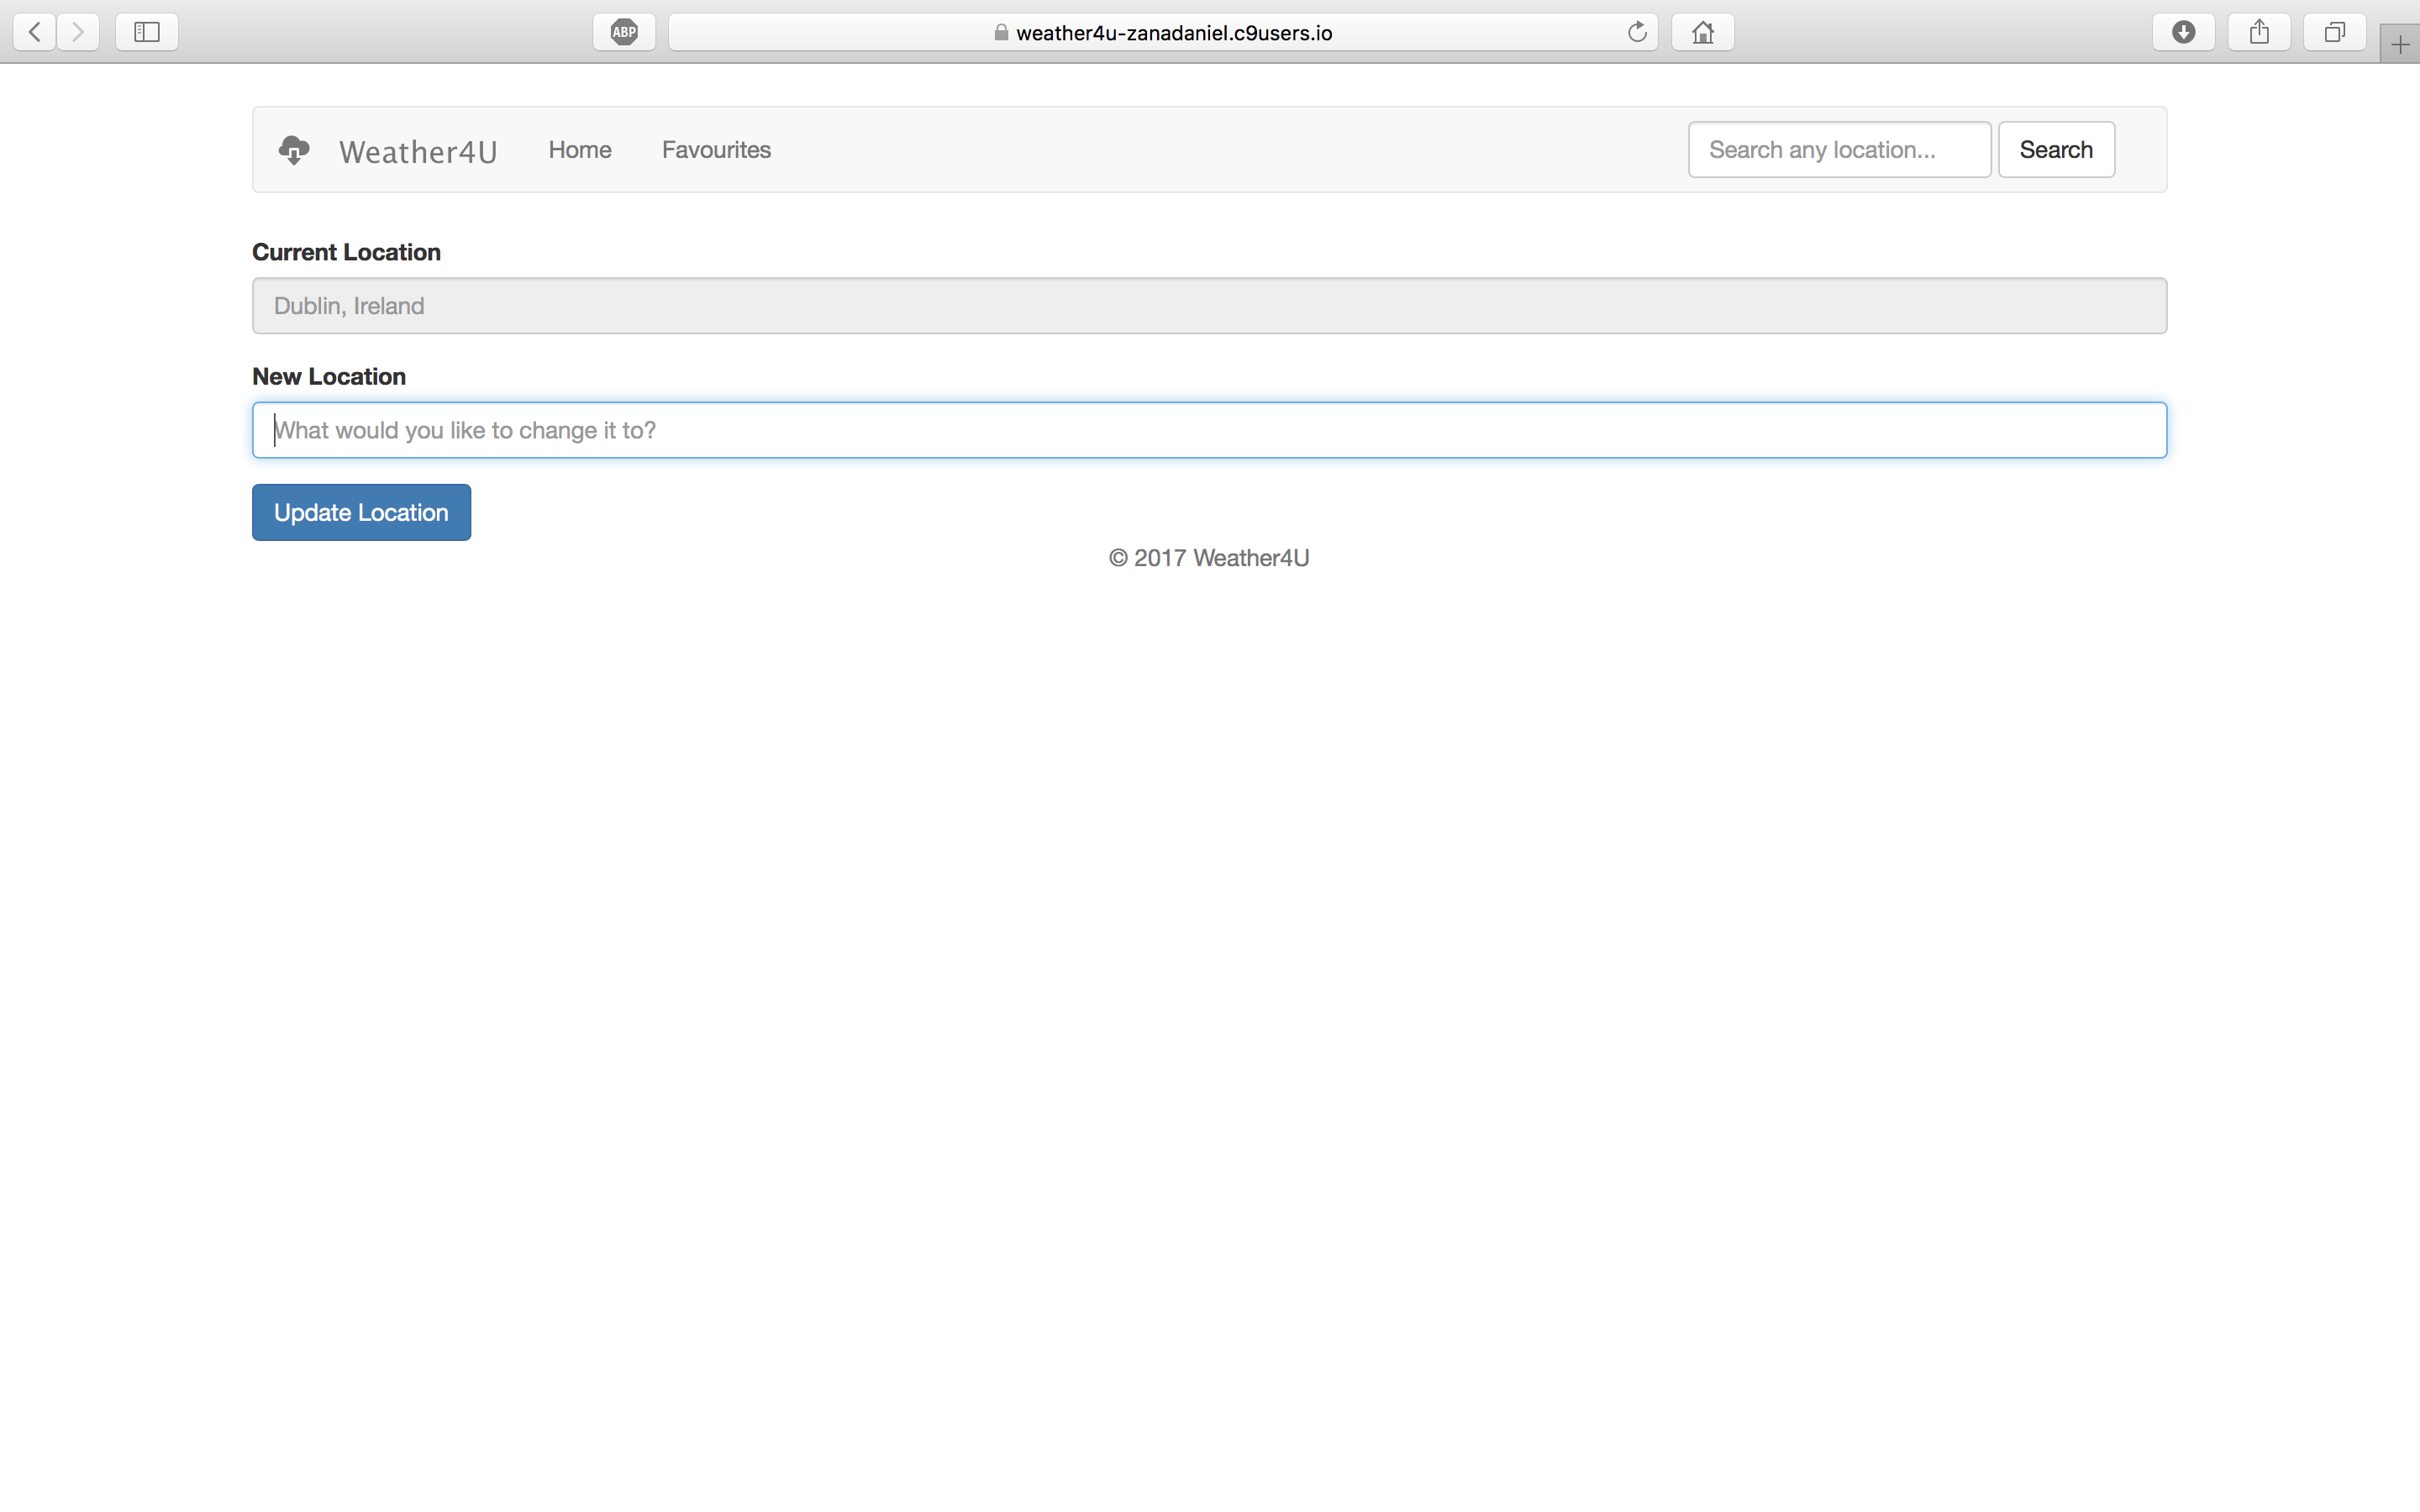 ABP
weather4u-zanadaniel.c9users.io
Weather4U Home Favourites Search any location... Search
Current Location
Dublin, Ireland
New Location
What would you like to change it to?
Update Location
© 2017 Weather4U